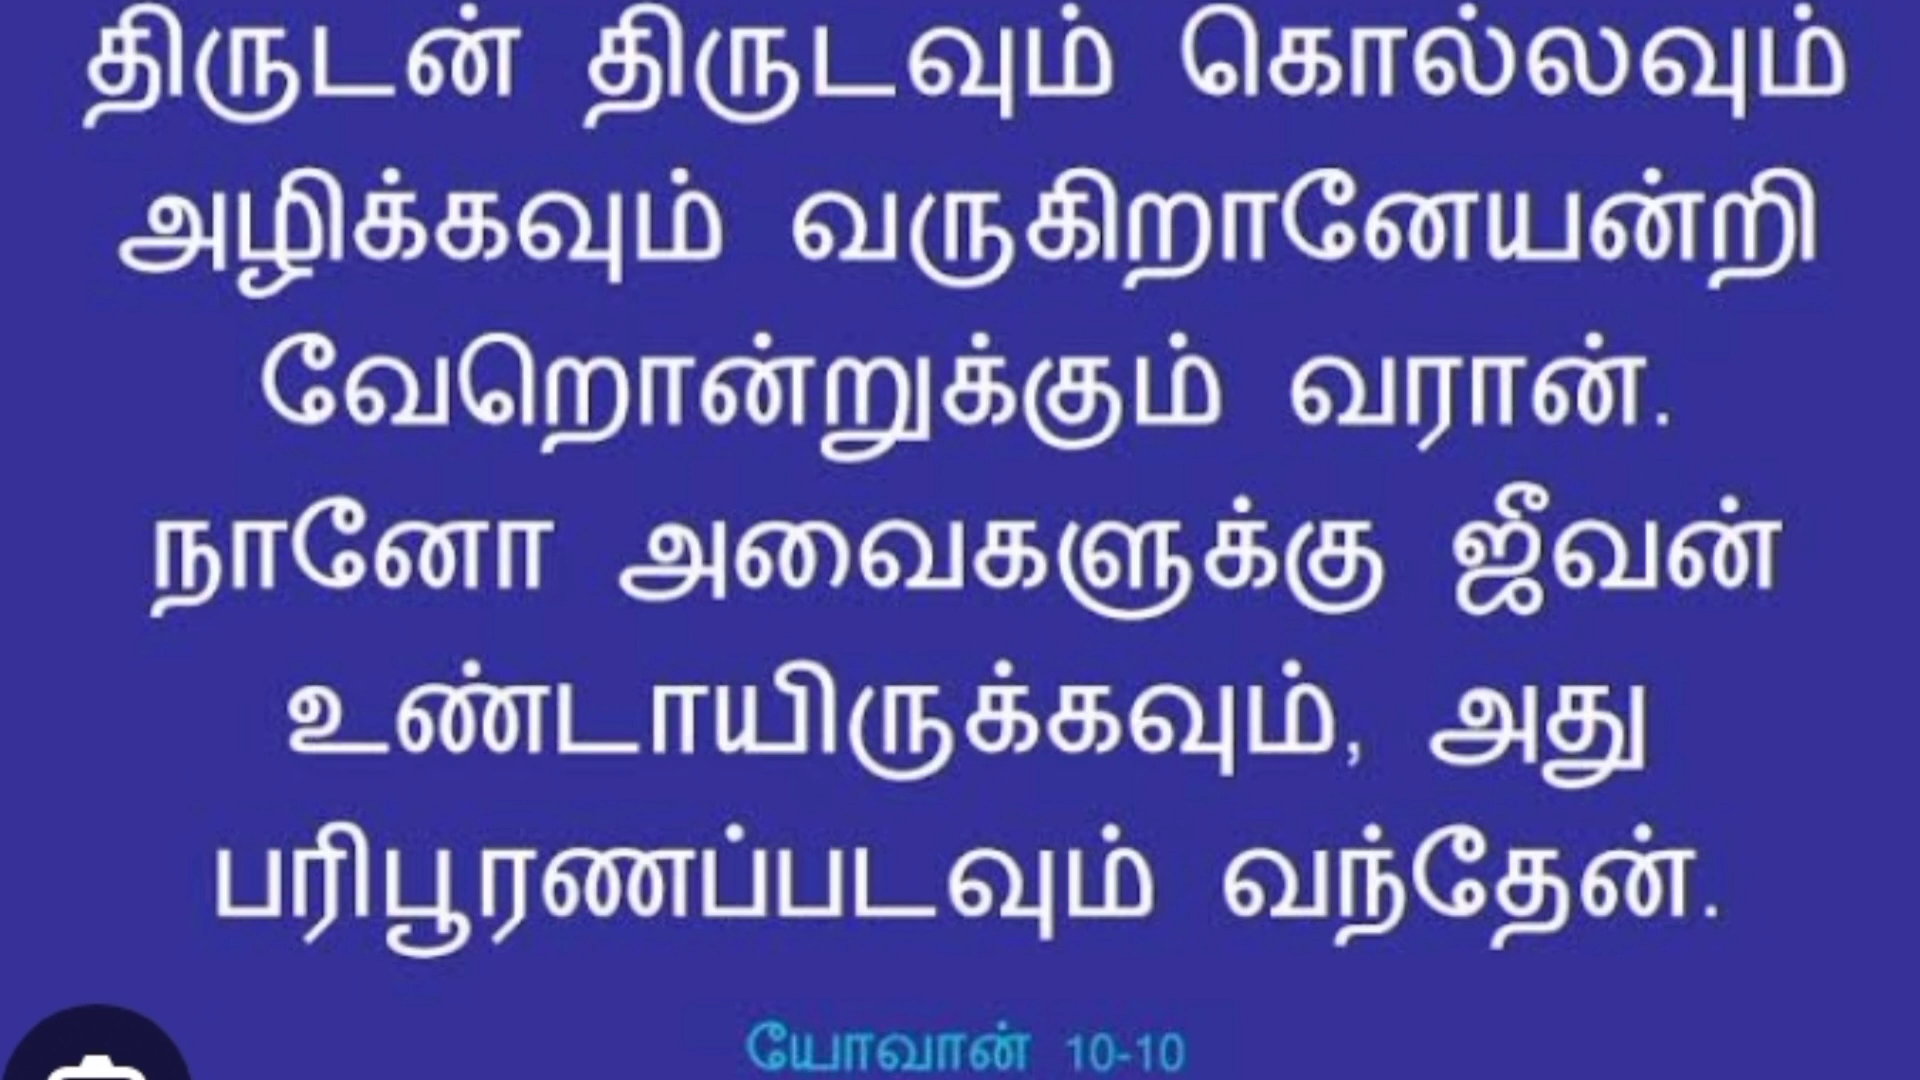 திருடன் திருடவும் கொல்லவும்
அழிக்கவும் வருகிறானேயன்றி
வேறொன்றுக்கும் வரான்.
நானோ அவைகளுக்கு ஜீவன்
உண்டாயிருக்கவும், அது
பரிபூரணப்படவும் வந்தேன்.
யோவான் 10-10